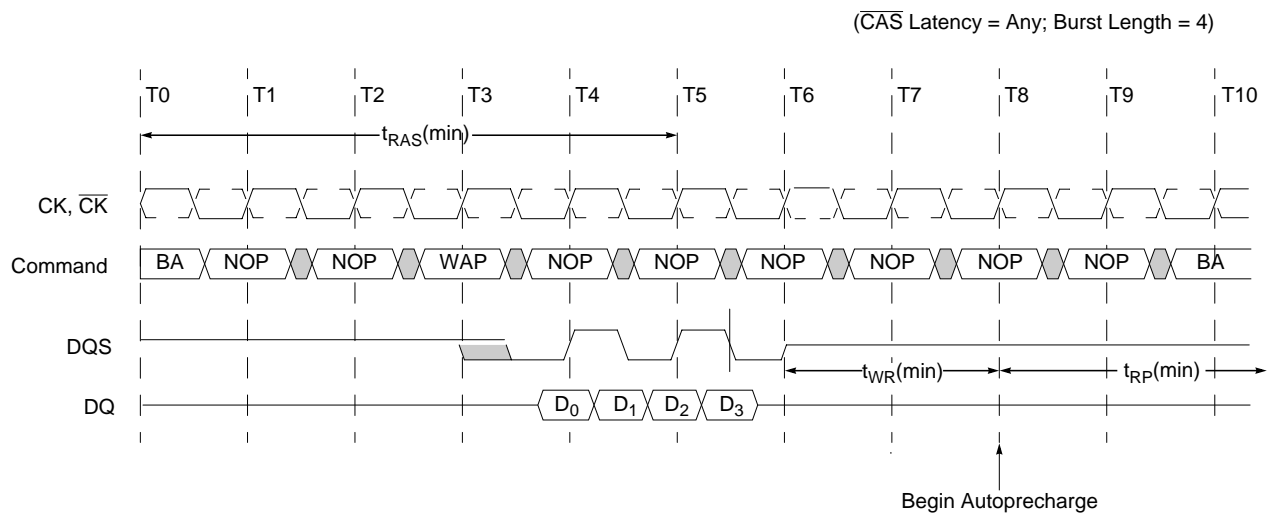 (CAS Latency = Any; Burst Length = 4)
T0 T1 T2 T3 T4 T5 T6 T7 T8 T9 T10
tRAS(min)
CK, CK
Command BA NOP NOP WAP NOP NOP NOP NOP NOP NOP BA
DQS
tWR(min) tRP(min)
DQ D0 D1 D2 D3
Begin Autoprecharge